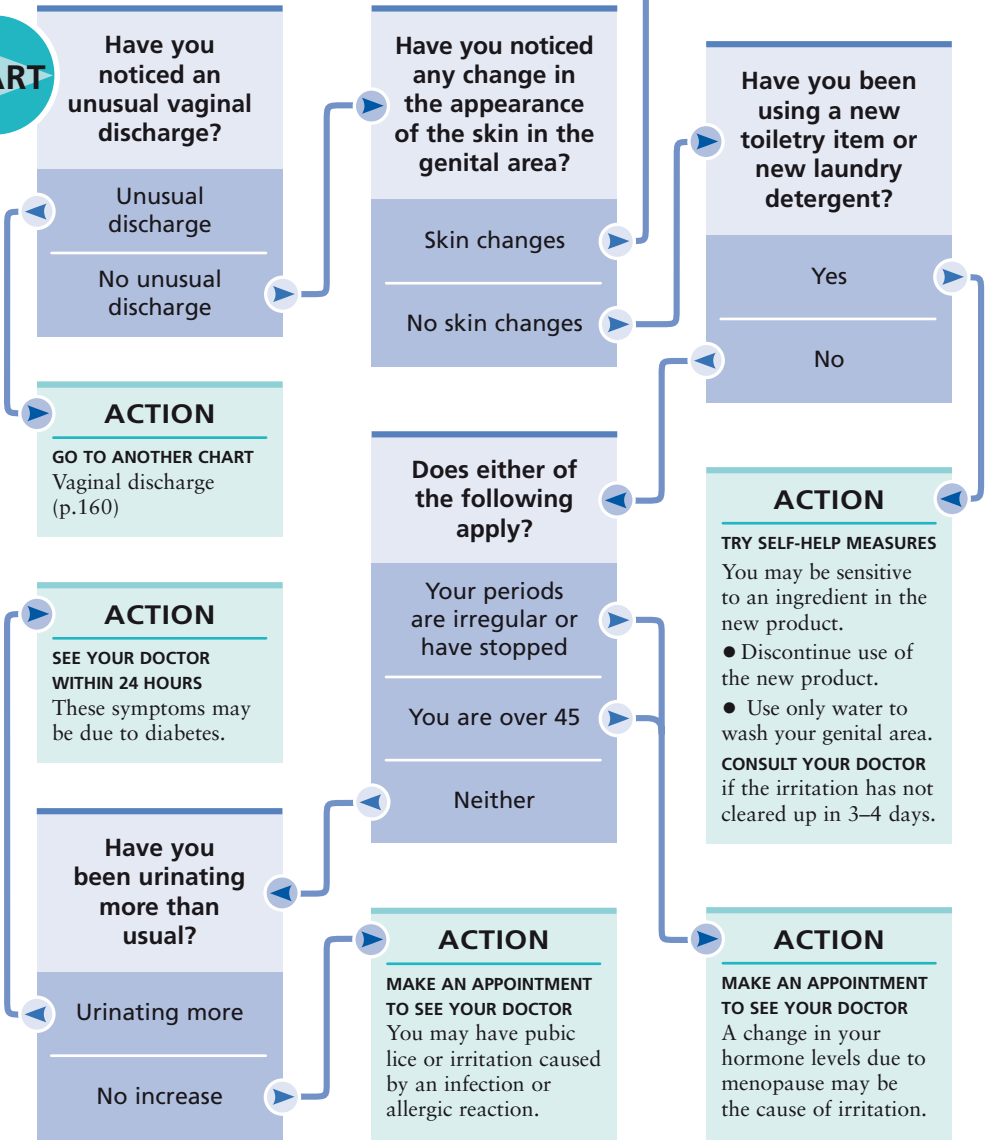 ART
Have you
noticed an
unusual vaginal
discharge?
Unusual
discharge
No unusual
discharge
Have you noticed
any change in
the appearance
of the skin in the
genital area?
Skin changes
No skin changes
Have you been
using a new
toiletry item or
new laundry
detergent?
Yes
No
ACTION
GO TO ANOTHER CHART
Vaginal discharge
(p.160)
Does either of
the following
apply?
Your periods
are irregular or
have stopped
You are over 45
Neither
ACTION
TRY SELF-HELP MEASURES
You may be sensitive
to an ingredient in the
new product.
● Discontinue use of
the new product.
● Use only water to
wash your genital area.
CONSULT YOUR DOCTOR
if the irritation has not
cleared up in 3–4 days.
ACTION
SEE YOUR DOCTOR
WITHIN 24 HOURS
These symptoms may
be due to diabetes.
Have you
been urinating
more than
usual?
Urinating more
No increase
ACTION
MAKE AN APPOINTMENT
TO SEE YOUR DOCTOR
You may have pubic
lice or irritation caused
by an infection or
allergic reaction.
ACTION
MAKE AN APPOINTMENT
TO SEE YOUR DOCTOR
A change in your
hormone levels due to
menopause may be
the cause of irritation.